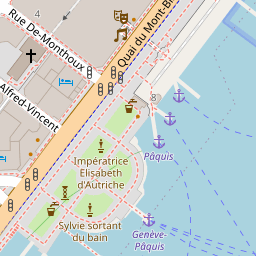 4
Rue De-Monthoux
Quai du Mont-Bl
Alfred-Vincent
8
Pâquis
Impératrice
Elisabeth
d'Autriche
Sylvie sortant
du bain
Genève-
Pâquis